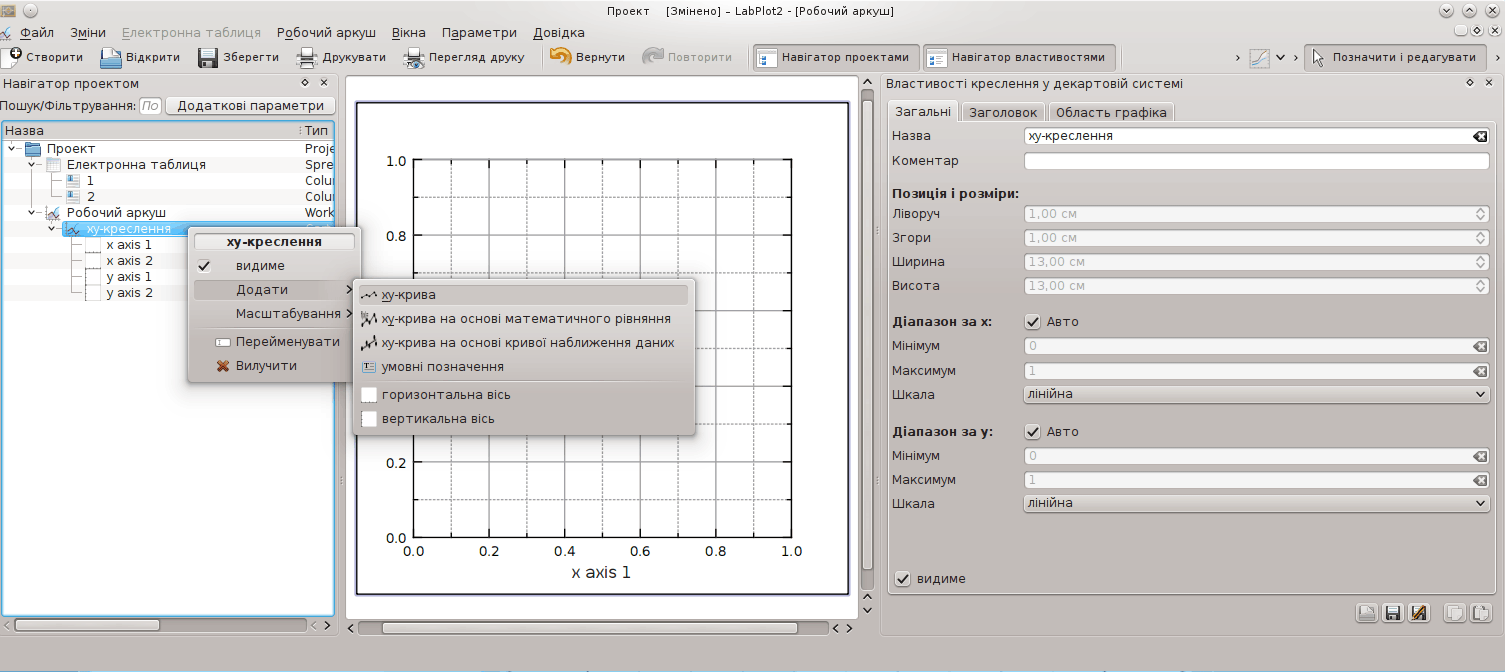 Проект [Змінено] – LabPlot2 - [Робочий аркуш]
Файл Зміни Електронна таблиця Робочий аркуш Вікна Параметри Довідка
Створити Відкрити Зберегти Друкувати Перегляд друку Вернути Повторити Навігатор проектами Навігатор властивостями Позначити і редагувати
Навігатор проектом
Пошук/Фільтрування: По Додаткові параметри
Назва Тип
Проект Proje
Електронна таблиця Spre
1 Colu
2 Colu
Робочий аркуш Work
xy-креслення
x axis 1
x axis 2
y axis 1
y axis 2
xy-креслення
видиме
Додати
Масштабування
Перейменувати
Вилучити
xy-крива
xy-крива на основі математичного рівняння
xy-крива на основі кривої наближення даних
умовні позначення
горизонтальна вісь
вертикальна вісь
1.0
0.8
0.2
0.0
0.0 0.2 0.4 0.6 0.8 1.0
x axis 1
Властивості креслення у декартовій системі
Загальні Заголовок Область графіка
Назва xy-креслення
Коментар
Позиція і розміри:
Ліворуч 1,00 см
Згори 1,00 см
Ширина 13,00 см
Висота 13,00 см
Діапазон за x: Авто
Мінімум 0
Максимум 1
Шкала лінійна
Діапазон за y: Авто
Мінімум 0
Максимум 1
Шкала лінійна
видиме